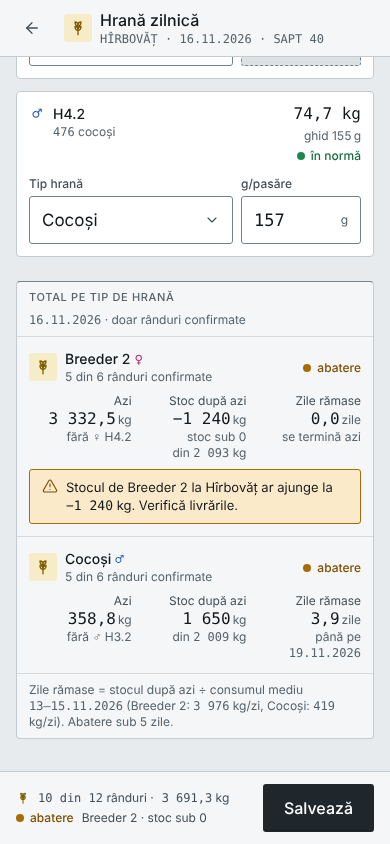 Hrană zilnică
HÎRBOVĂȚ · 16.11.2026 · SAPT 40
♂ H4.2
74,7 kg
476 cocoși
ghid 155 g
în normă
Tip hrană
g/pasăre
Cocoși
157 g
TOTAL PE TIP DE HRANĂ
16.11.2026 · doar rânduri confirmate
Breeder 2 ♀
5 din 6 rânduri confirmate
abatere
Azi
Stoc după azi
Zile rămase
3 332,5 kg
−1 240 kg
0,0 zile
fără ♀ H4.2
stoc sub 0
se termină azi
din 2 093 kg
Stocul de Breeder 2 la Hîrbovăț ar ajunge la
−1 240 kg. Verifică livrările.
Cocoși ♂
5 din 6 rânduri confirmate
abatere
Azi
Stoc după azi
Zile rămase
358,8 kg
1 650 kg
3,9 zile
fără ♂ H3.2
din 2 009 kg
până pe
19.11.2026
Zile rămase = stocul după azi ÷ consumul mediu
13–15.11.2026 (Breeder 2: 3 976 kg/zi, Cocoși: 419
kg/zi). Abatere sub 5 zile.
10 din 12 rânduri · 3 691,3 kg
abatere Breeder 2 · stoc sub 0
Salvează